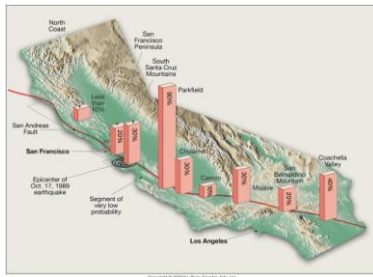 North
Coast
San
Francisco
Peninsula
South
Santa Cruz
Mountains
Parkfield
Less
than
10%
90%
San Andreas
Fault
20%
30%
Cholame
San Francisco
30%
Carrizo
10%
30%
Mojave
San
Bernardino
Mountain
20%
Coachella
Valley
Epicenter of
Oct. 17, 1989
earthquake
Segment of
very low
probability
Los Angeles